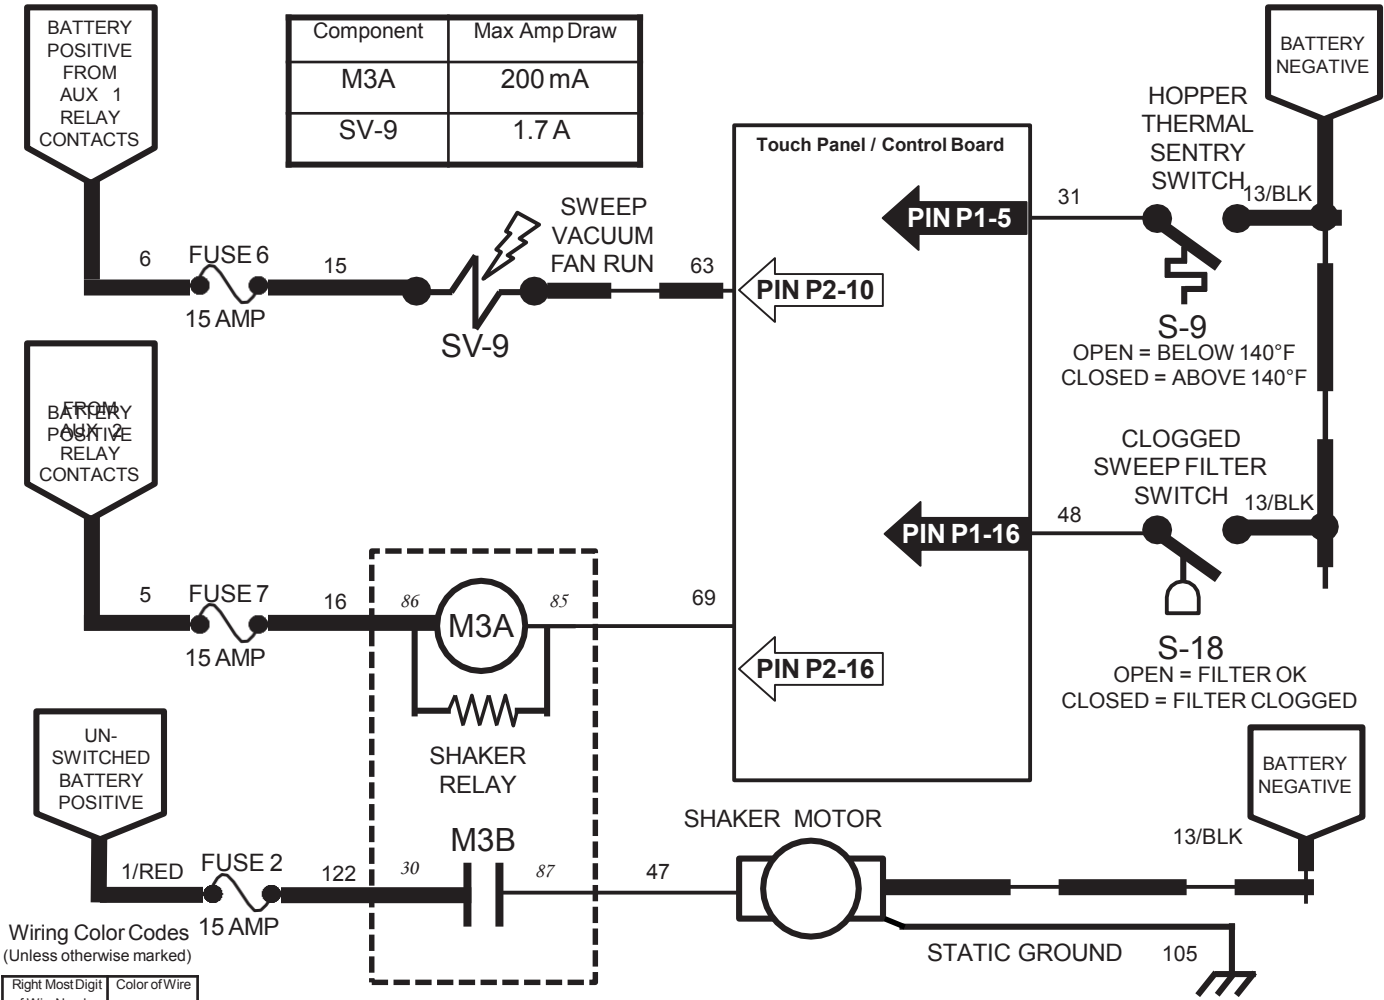 BATTERY
POSITIVE
FROM
AUX 1
RELAY
CONTACTS
Component Max Amp Draw
M3A 200 mA
SV-9 1.7 A
BATTERY
NEGATIVE
HOPPER
THERMAL
SENTRY
SWITCH
13/BLK
Touch Panel / Control Board
31
PIN P1-5
SWEEP
VACUUM
FAN RUN
6
FUSE 6
15 AMP
15
SV-9
63
PIN P2-10
S-9
OPEN = BELOW 140°F
CLOSED = ABOVE 140°F
BATTERY
POSITIVE
FROM
AUX 2
RELAY
CONTACTS
CLOGGED
SWEEP FILTER
SWITCH
13/BLK
48
PIN P1-16
5
FUSE 7
15 AMP
16
86
M3A
85
69
PIN P2-16
S-18
OPEN = FILTER OK
CLOSED = FILTER CLOGGED
SHAKER
RELAY
UN-
SWITCHED
BATTERY
POSITIVE
BATTERY
NEGATIVE
13/BLK
SHAKER MOTOR
M3B
1/RED
FUSE 2
15 AMP
122
30
87
47
STATIC GROUND
105
Wiring Color Codes
(Unless otherwise marked)
Right Most Digit Color of Wire